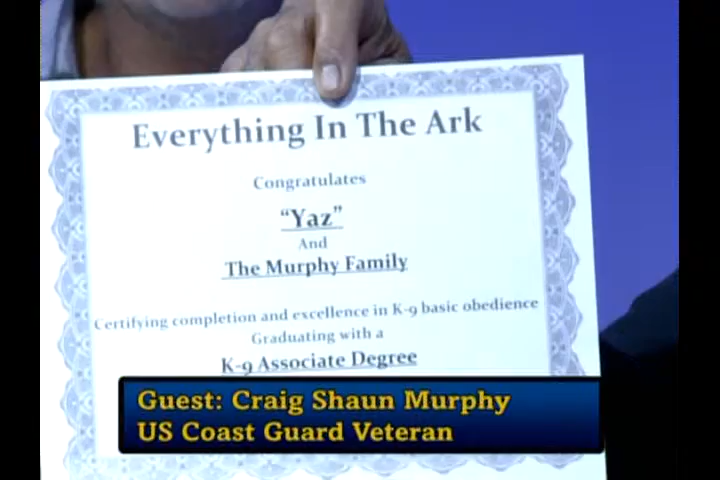 Everything In The Ark
Congratulates
“Yaz”
And
The Murphy Family
Certifying completion and excellence in K-9 basic obedience
Graduating with a
K-9 Associate Degree
Guest: Craig Shaun Murphy
US Coast Guard Veteran